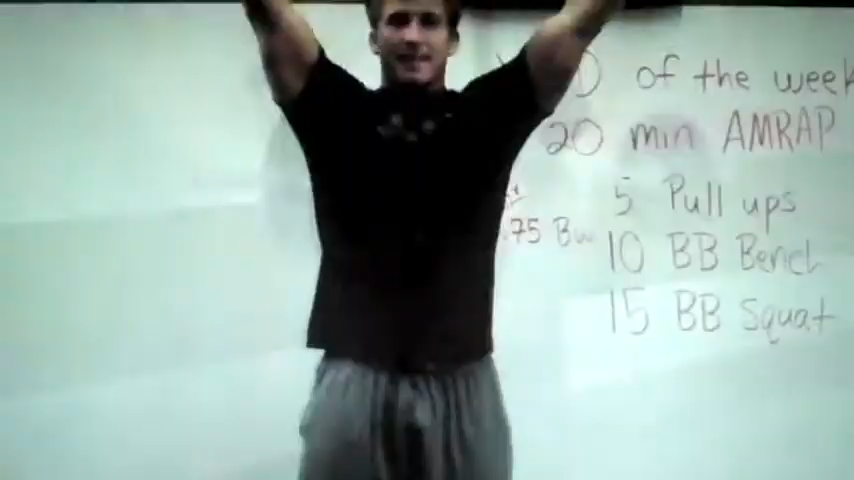 D of the week
20 min AMRAP
5 Pull ups
.75 Bw
10 BB Bench
15 BB Squat